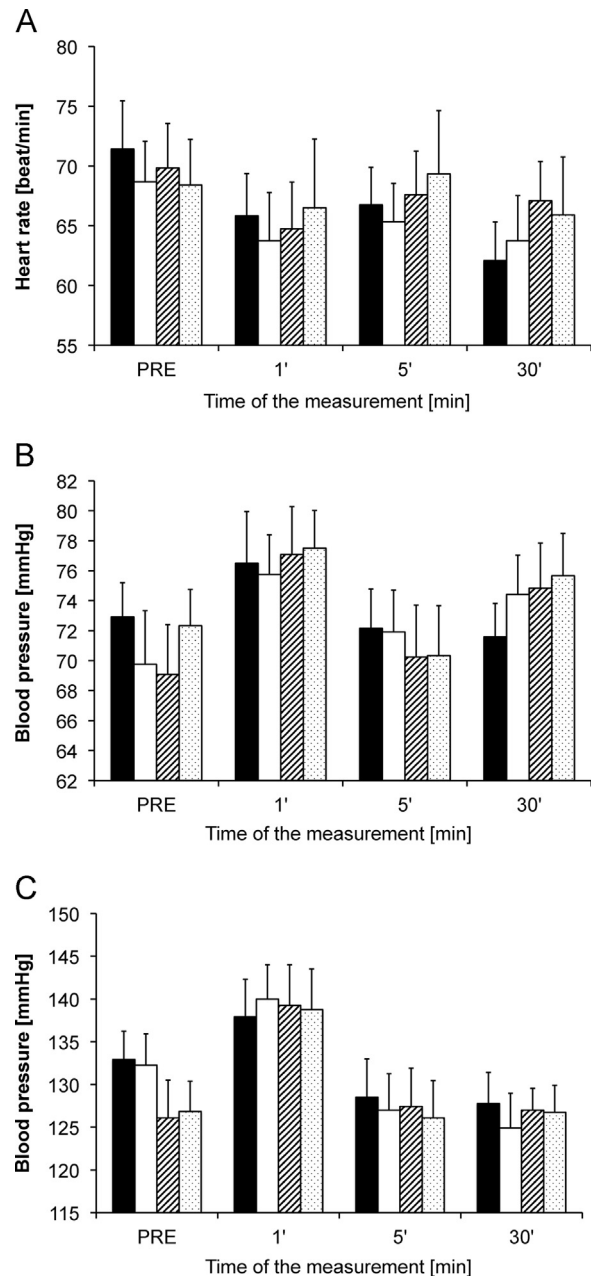 A
Heart rate [beat/min]
80
75
70
65
60
55
PRE 1' 5' 30'
Time of the measurement [min]
B
Blood pressure [mmHg]
82
80
78
76
74
72
70
68
66
64
62
PRE 1' 5' 30'
Time of the measurement [min]
C
Blood pressure [mmHg]
150
145
140
135
130
125
120
115
PRE 1' 5' 30'
Time of the measurement [min]